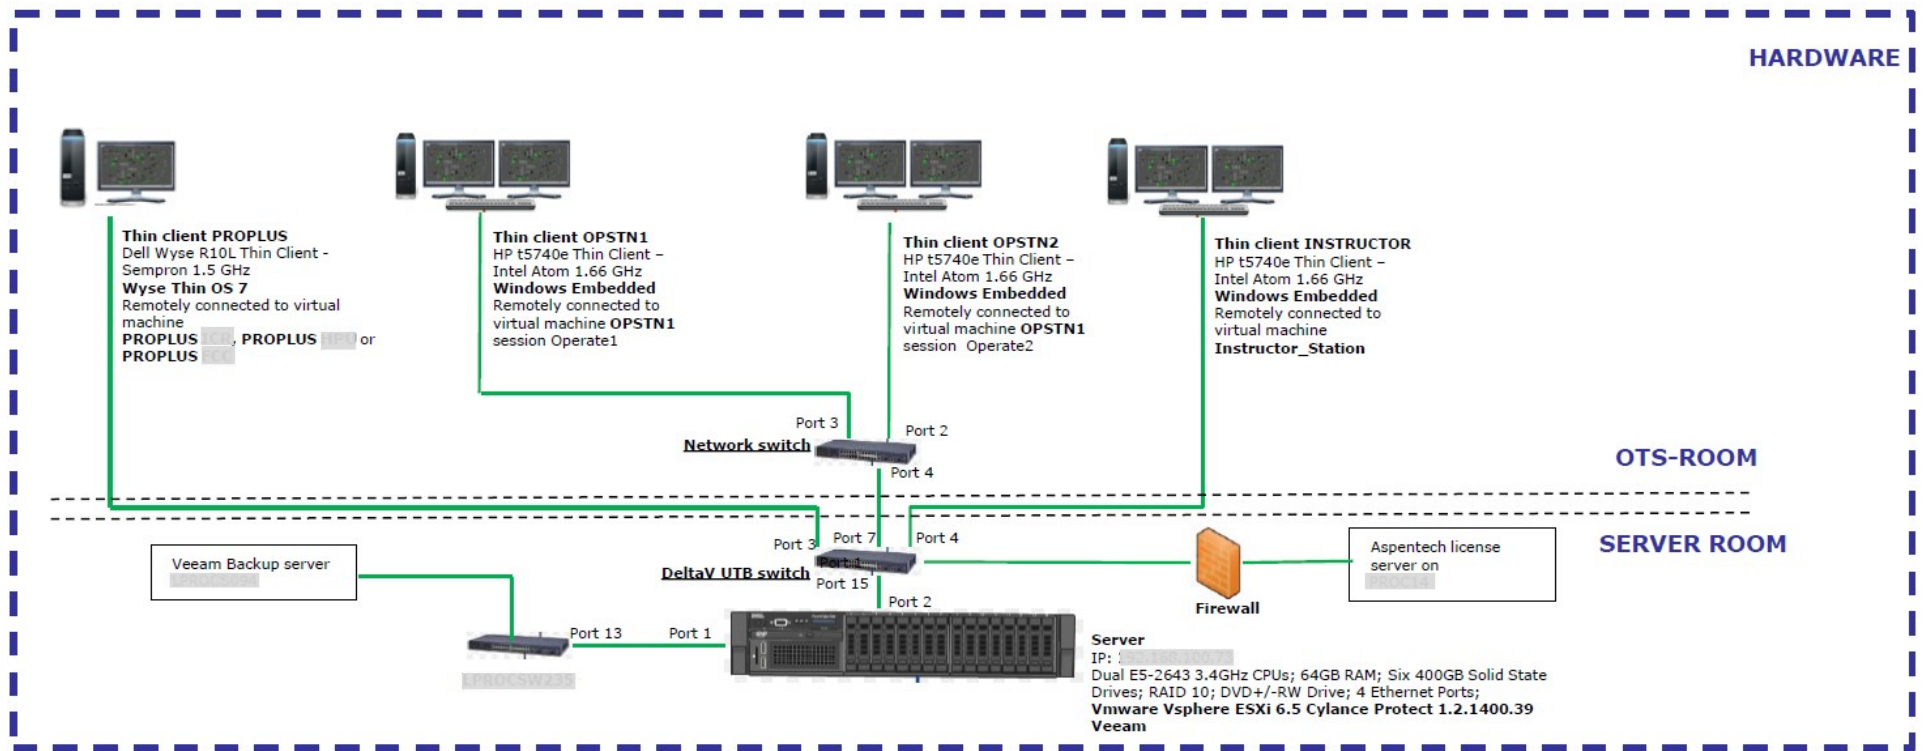 HARDWARE
Thin client PROPLUS
Dell Wyse R10L Thin Client -
Sempron 1.5 GHz
Wyse Thin OS 7
Remotely connected to virtual
machine
PROPLUS ICR, PROPLUS HPU or
PROPLUS FCC
Thin client OPSTN1
HP t5740e Thin Client –
Intel Atom 1.66 GHz
Windows Embedded
Remotely connected to
virtual machine OPSTN1
session Operate1
Thin client OPSTN2
HP t5740e Thin Client –
Intel Atom 1.66 GHz
Windows Embedded
Remotely connected to
virtual machine OPSTN1
session  Operate2
Thin client INSTRUCTOR
HP t5740e Thin Client –
Intel Atom 1.66 GHz
Windows Embedded
Remotely connected to
virtual machine
Instructor_Station
Port 3
Port 2
Network switch
Port 4
OTS-ROOM
SERVER ROOM
Port 3
Port 7
Port 4
DeltaV UTB switch
Port 15
Port 2
Veeam Backup server
Firewall
Aspentech license
server on
PROC14
Port 13
Port 1
LPROCSW235
Server
IP:
Dual E5-2643 3.4GHz CPUs; 64GB RAM; Six 400GB Solid State
Drives; RAID 10; DVD+/-RW Drive; 4 Ethernet Ports;
Vmware Vsphere ESXi 6.5 Cylance Protect 1.2.1400.39
Veeam